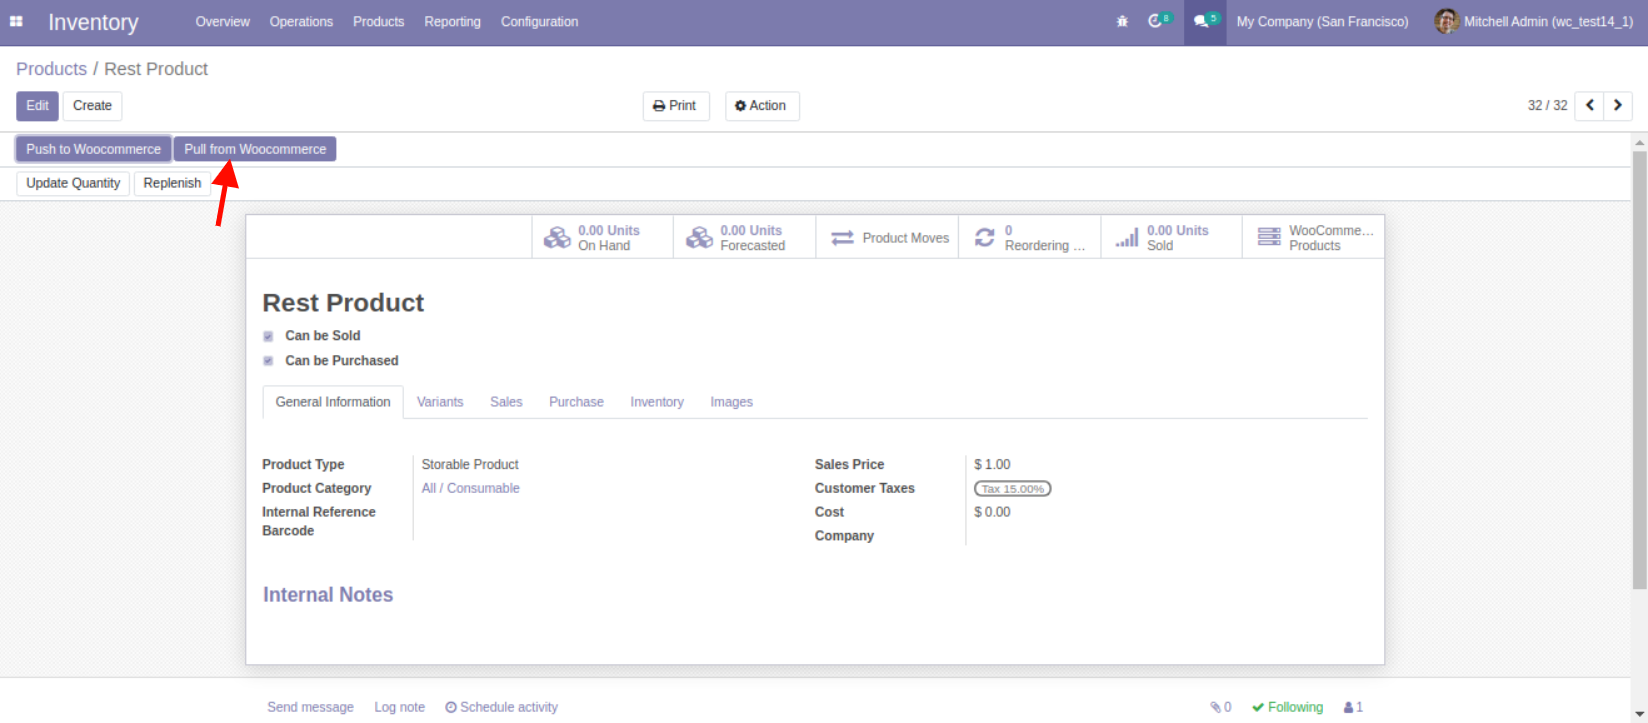 Inventory Overview Operations Products Reporting Configuration 8 5 My Company (San Francisco) Mitchell Admin (wc_test14_1)
Products / Rest Product
Edit Create Print Action 32 / 32
Push to Woocommerce Pull from Woocommerce
Update Quantity Replenish
0.00 Units 0.00 Units 0 0.00 Units WooComme...
On Hand Forecasted Product Moves Reordering ... Sold Products
Rest Product
Can be Sold
Can be Purchased
General Information Variants Sales Purchase Inventory Images
Product Type Storable Product Sales Price $ 1.00
Product Category All / Consumable Customer Taxes Tax 15.00%
Internal Reference Cost $ 0.00
Barcode Company
Internal Notes
Send message Log note Schedule activity 0 Following 1